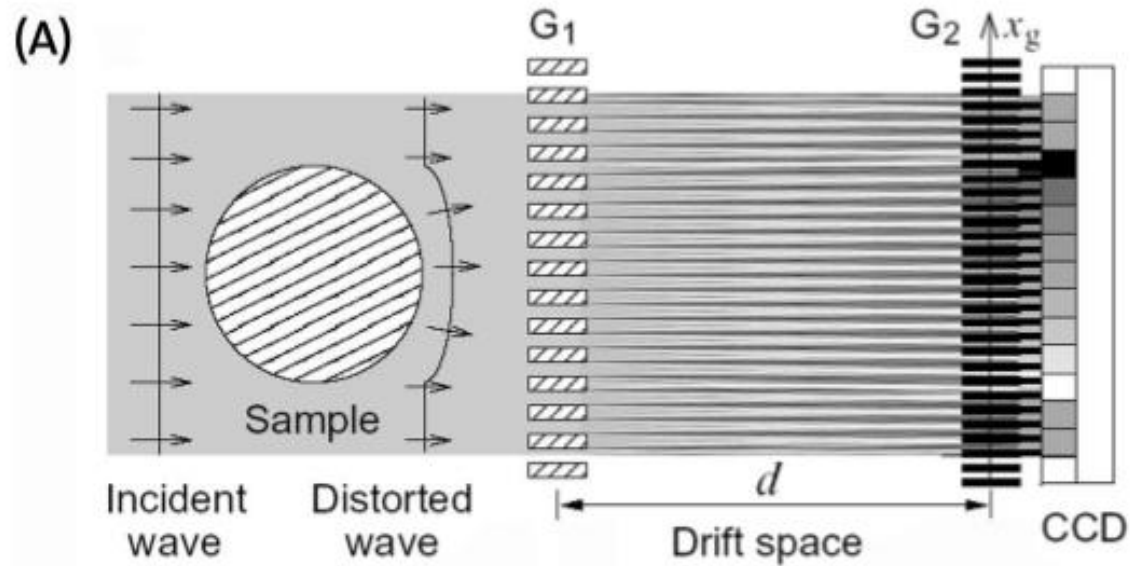 (A)
G1
G2
xg
Sample
Incident
wave
Distorted
wave
d
Drift space
CCD